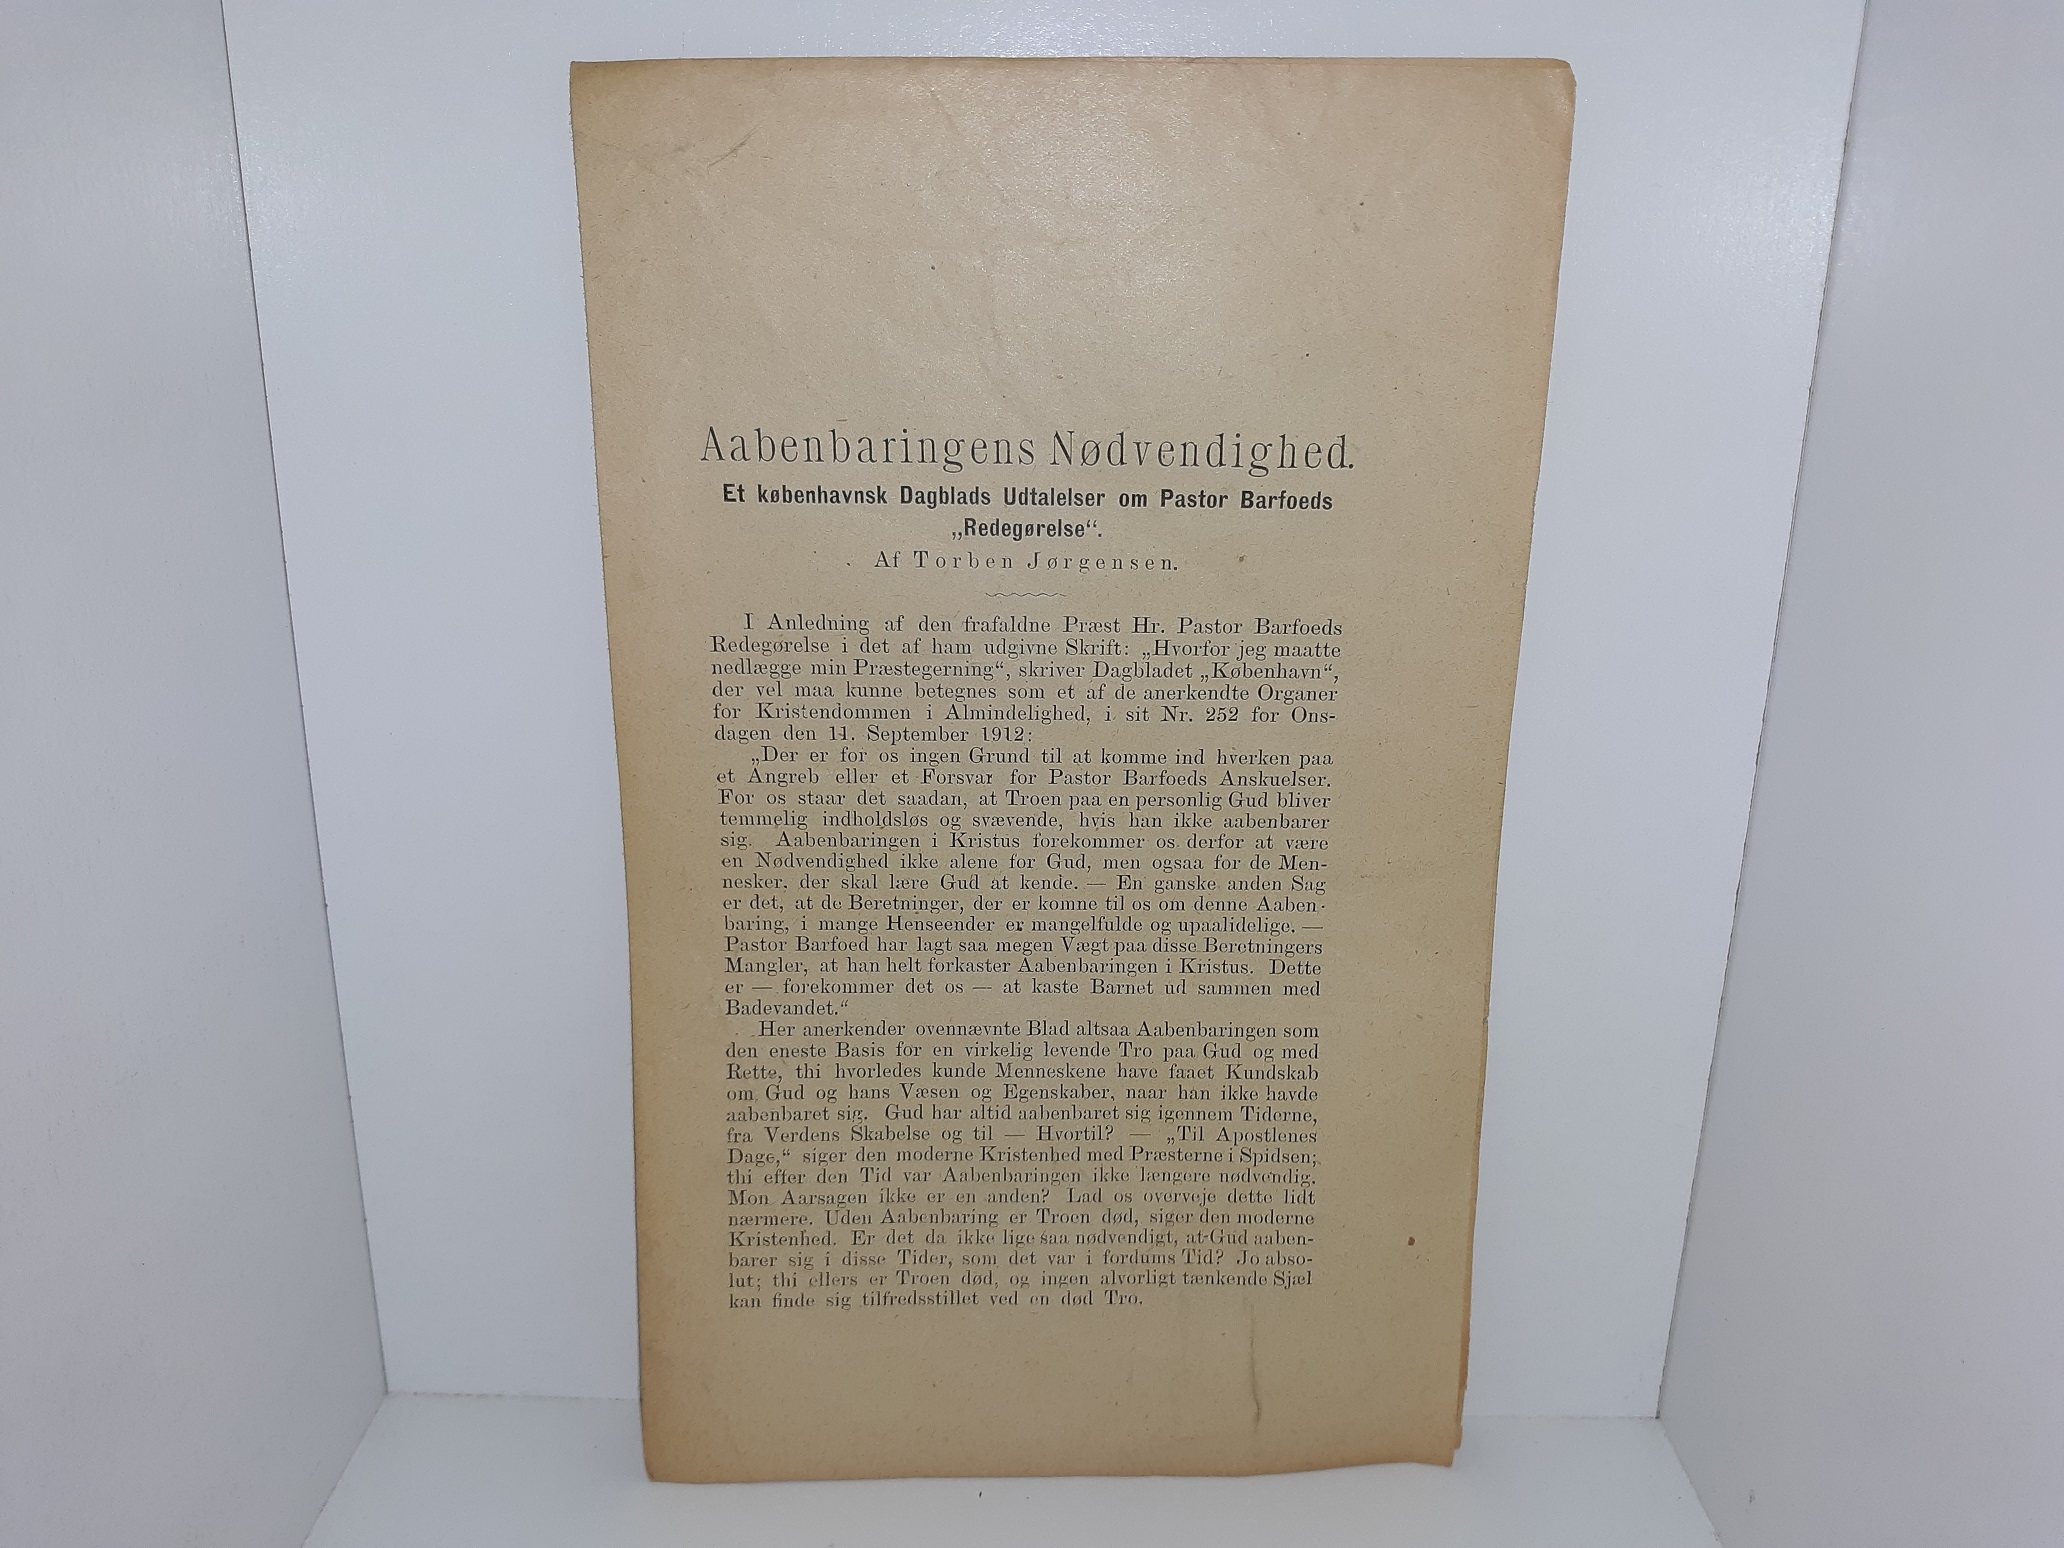 Aabenbaringens Nødvendighed.
Et københavnsk Dagblads Udtalelser om Pastor Barfoeds
„Redegørelse“.
Af Torben Jørgensen.
I Anledning af den frafaldne Præst Hr. Pastor Barfoeds
Redegørelse i det af ham udgivne Skrift: „Hvorfor jeg maatte
nedlægge min Præstegerning“, skriver Dagbladet „København“,
der vel maa kunne betegnes som et af de anerkendte Organer
for Kristendommen i Almindelighed, i sit Nr. 252 for Ons-
dagen den 11. September 1912:
„Der er for os ingen Grund til at komme ind hverken paa
et Angreb eller et Forsvar for Pastor Barfoeds Anskuelser.
For os staar det saadan, at Troen paa en personlig Gud bliver
temmelig indholdsløs og svævende, hvis han ikke aabenbarer
sig. Aabenbaringen i Kristus forekommer os derfor at være
en Nødvendighed ikke alene for Gud, men ogsaa for de Men-
nesker, der skal lære Gud at kende. — En ganske anden Sag
er det, at de Beretninger, der er komne til os om denne Aaben-
baring, i mange Henseender er mangelfulde og upaalidelige. —
Pastor Barfoed har lagt saa megen Vægt paa disse Beretningers
Mangler, at han helt forkaster Aabenbaringen i Kristus. Dette
er — forekommer det os — at kaste Barnet ud sammen med
Badevandet.“
Her anerkender ovennævnte Blad altsaa Aabenbaringen som
den eneste Basis for en virkelig levende Tro paa Gud og med
Rette, thi hvorledes kunde Menneskene have faaet Kundskab
om Gud og hans Væsen og Egenskaber, naar han ikke havde
aabenbaret sig. Gud har altid aabenbaret sig igennem Tiderne,
fra Verdens Skabelse og til — Hvortil? — „Til Apostlenes
Dage,“ siger den moderne Kristenhed med Præsterne i Spidsen;
thi efter den Tid var Aabenbaringen ikke længere nødvendig.
Mon Aarsagen ikke er en anden? Lad os overveje dette lidt
nærmere. Uden Aabenbaring er Troen død, siger den moderne
Kristenhed. Er det da ikke lige saa nødvendigt, at Gud aaben-
barer sig i disse Tider, som det var i fordums Tid? Jo abso-
lut; thi ellers er Troen død, og ingen alvorligt tænkende Sjæl
kan finde sig tilfredsstillet ved en død Tro.